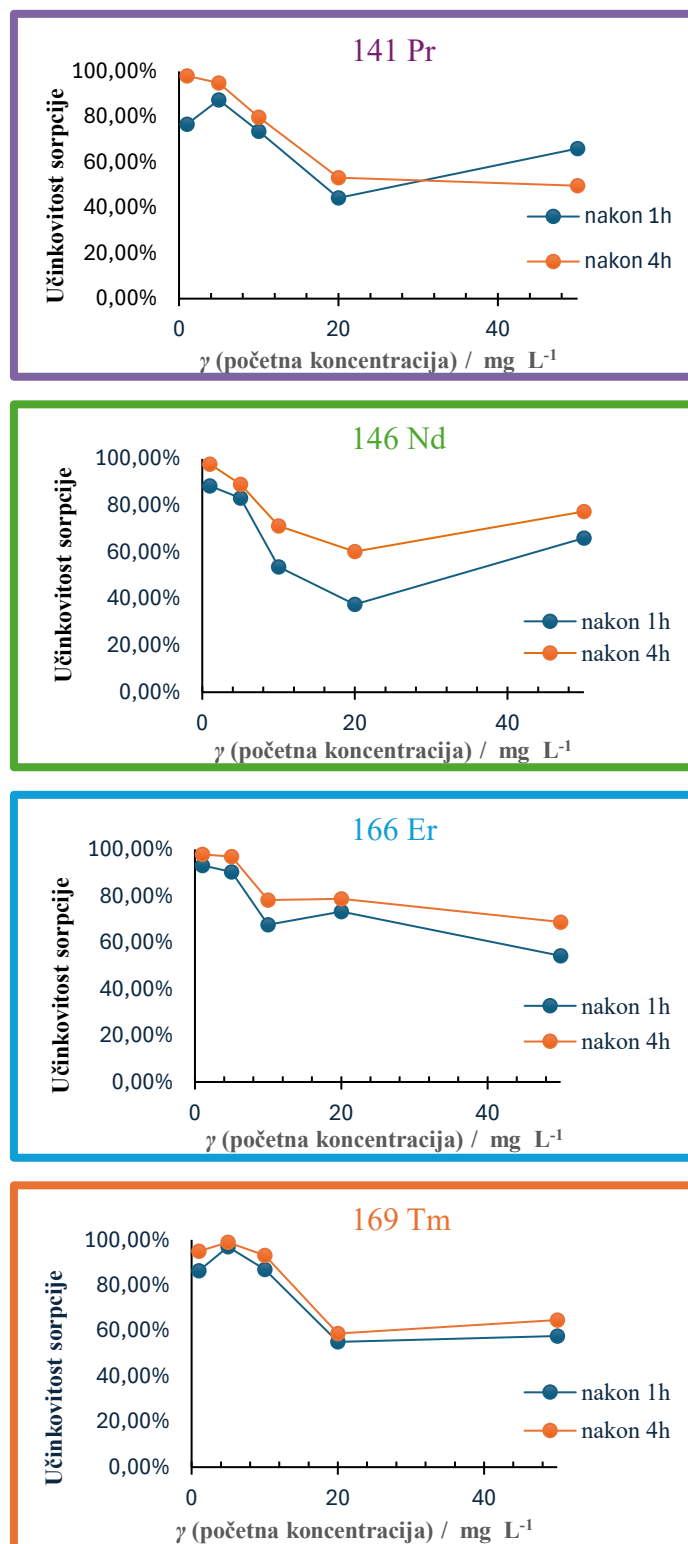 141 Pr
Učinkovitost sorpcije
100,00%
80,00%
60,00%
40,00%
20,00%
0,00%
0
20
40
nakon 1h
nakon 4h
γ (početna koncentracija) / mg L-1
146 Nd
Učinkovitost sorpcije
100,00%
80,00%
60,00%
40,00%
20,00%
0,00%
0
20
40
nakon 1h
nakon 4h
γ (početna koncentracija) / mg L-1
166 Er
Učinkovitost sorpcije
100,00%
80,00%
60,00%
40,00%
20,00%
0,00%
0
20
40
nakon 1h
nakon 4h
γ (početna koncentracija) / mg L-1
169 Tm
Učinkovitost sorpcije
100,00%
80,00%
60,00%
40,00%
20,00%
0,00%
0
20
40
nakon 1h
nakon 4h
γ (početna koncentracija) / mg L-1